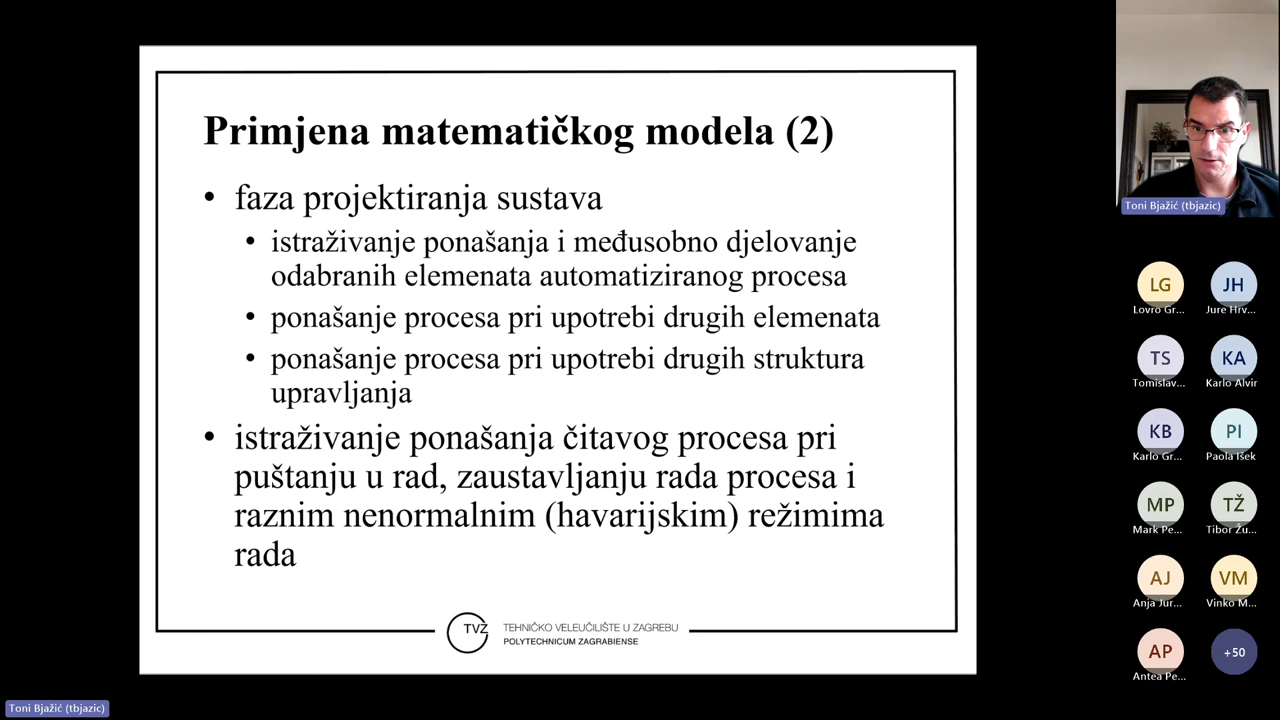 Primjena matematičkog modela (2)
• faza projektiranja sustava
• istraživanje ponašanja i međusobno djelovanje
odabranih elemenata automatiziranog procesa
• ponašanje procesa pri upotrebi drugih elemenata
• ponašanje procesa pri upotrebi drugih struktura
upravljanja
• istraživanje ponašanja čitavog procesa pri
puštanju u rad, zaustavljanju rada procesa i
raznim nenormalnim (havarijskim) režimima
rada
TVZ
TEHNIČKO VELEUČILIŠTE U ZAGREBU
POLYTECHNICUM ZAGRABIENSE
Toni Bjažić (tbjazic)
LG
JH
Lovro Gr...
Jure Hrv...
TS
KA
Tomislav...
Karlo Alvir
KB
PI
Karlo Gr...
Paola Išek
MP
TŽ
Mark Pe...
Tibor Žu...
AJ
VM
Anja Jur...
Vinko M...
AP
+50
Antea Pe...
Toni Bjažić (tbjazic)